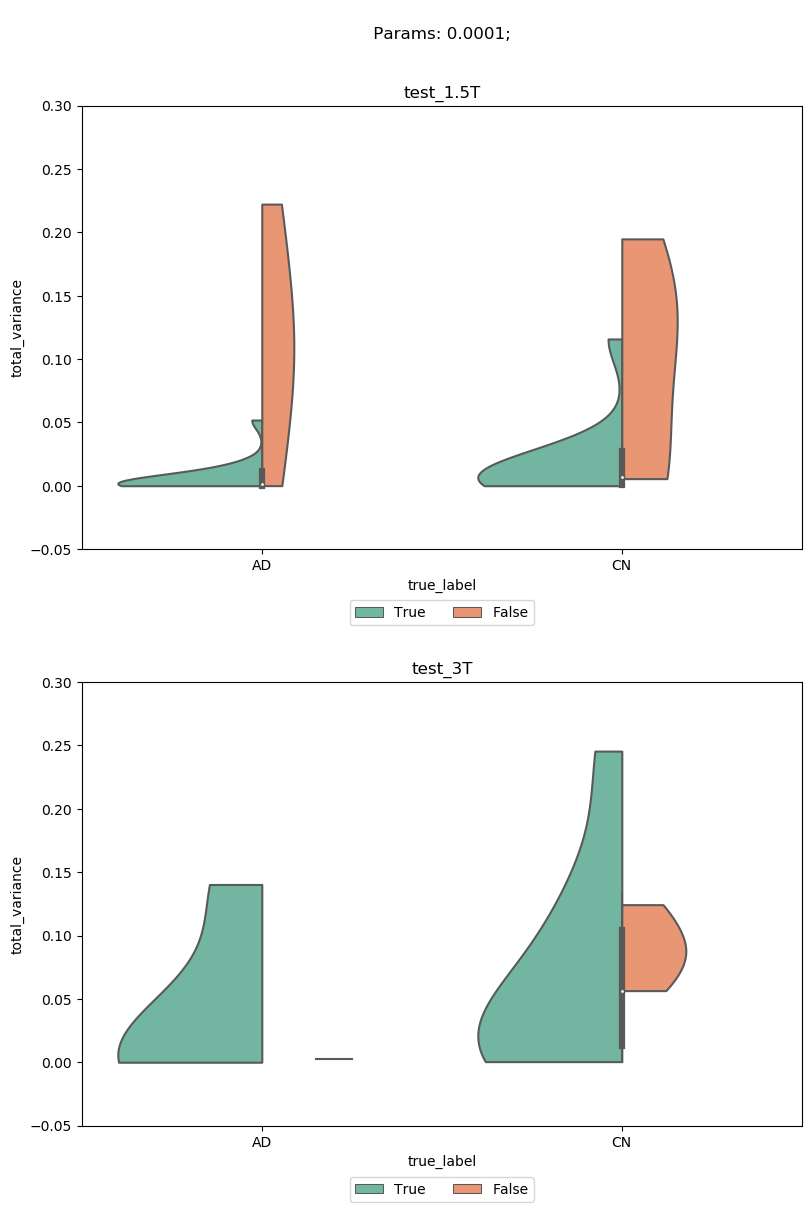 Params: 0.0001;
test_1.5T
0.30
0.25
0.20
0.15
0.10
0.05
0.00
−0.05
total_variance
AD CN
true_label
True False
test_3T
0.30
0.25
0.20
0.15
0.10
0.05
0.00
−0.05
total_variance
AD CN
true_label
True False